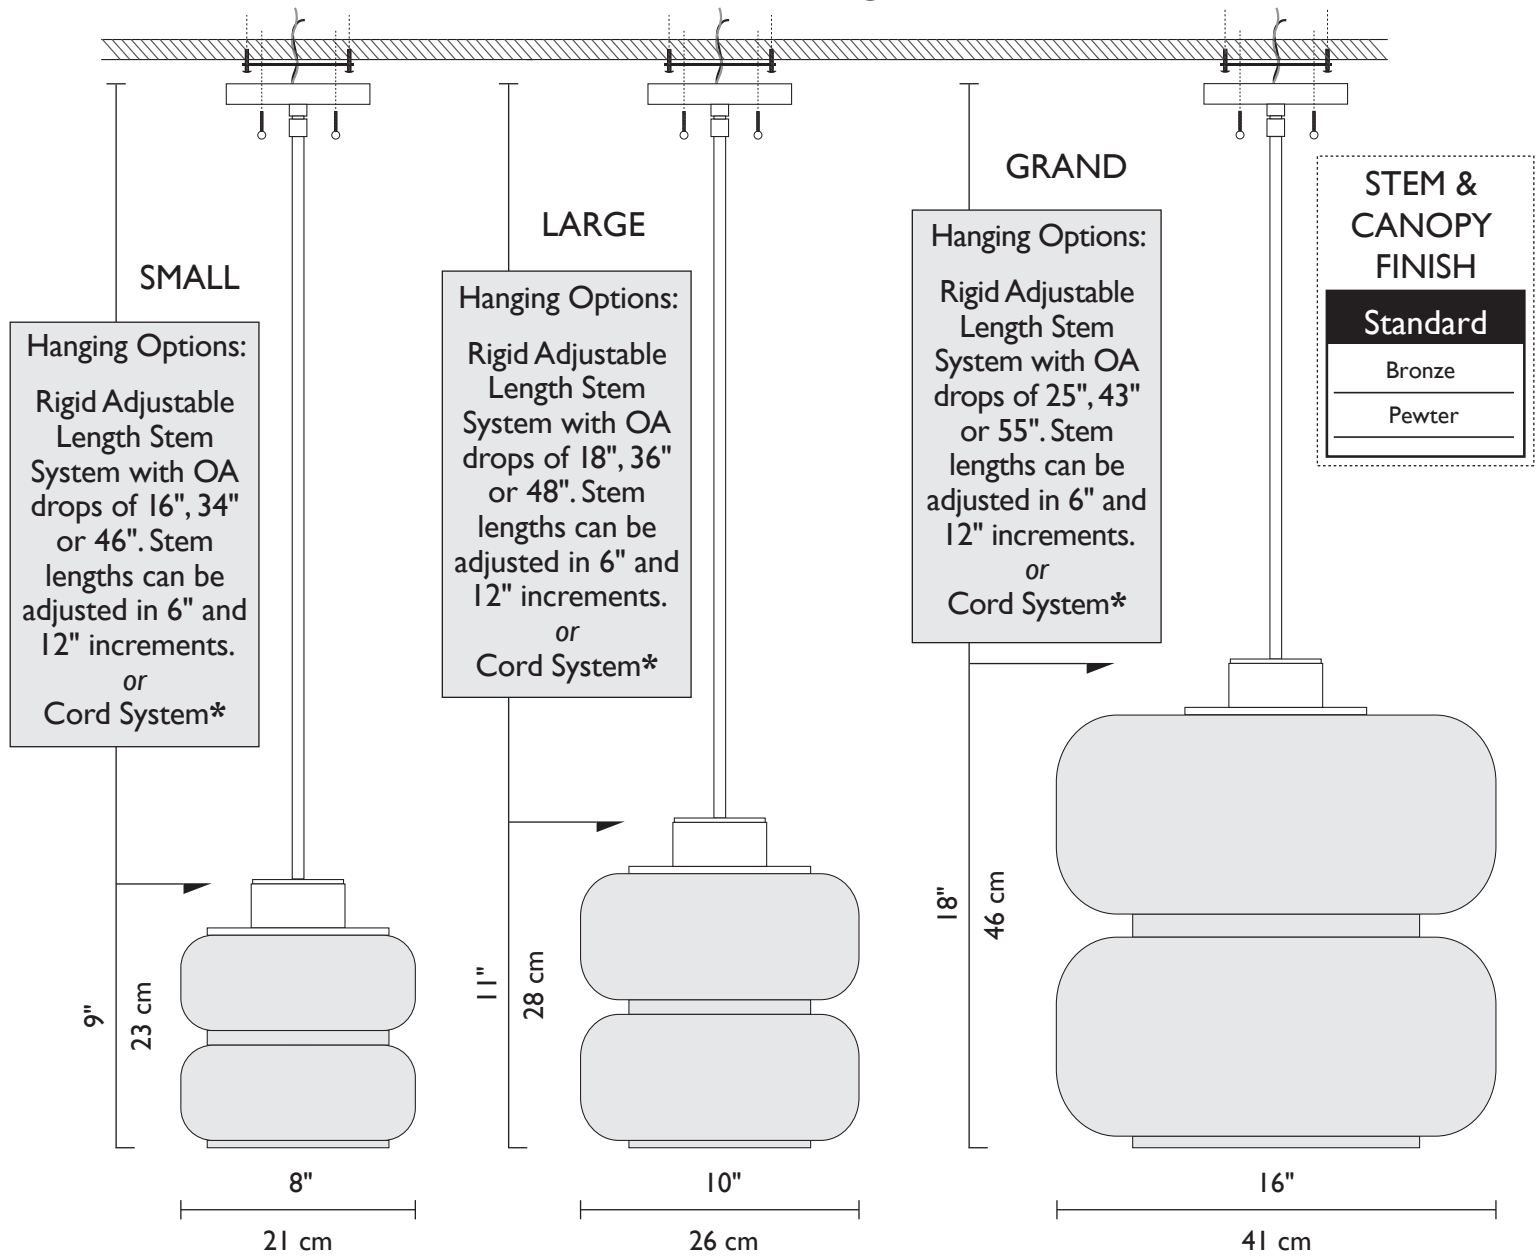 SMALL
Hanging Options:
Rigid Adjustable
Length Stem
System with OA
drops of 16", 34"
or 46". Stem
lengths can be
adjusted in 6" and
12" increments.
or
Cord System*
9"
23 cm
8"
21 cm
LARGE
Hanging Options:
Rigid Adjustable
Length Stem
System with OA
drops of 18", 36"
or 48". Stem
lengths can be
adjusted in 6" and
12" increments.
or
Cord System*
11"
28 cm
10"
26 cm
GRAND
Hanging Options:
Rigid Adjustable
Length Stem
System with OA
drops of 25", 43"
or 55". Stem
lengths can be
adjusted in 6" and
12" increments.
or
Cord System*
18"
46 cm
16"
41 cm
STEM &
CANOPY
FINISH
Standard
Bronze
Pewter